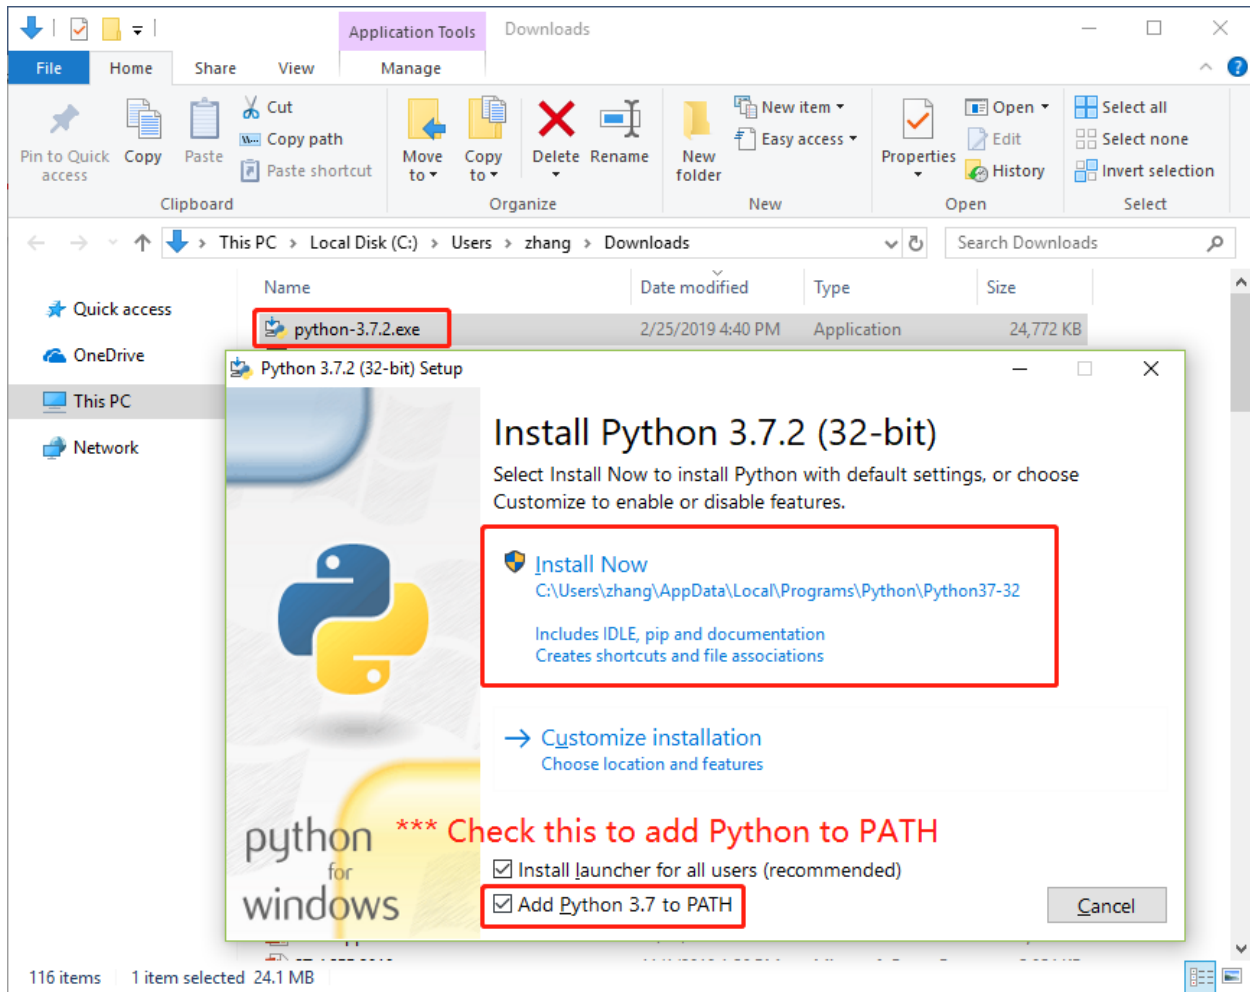 Application Tools
Downloads
File
Home
Share
View
Manage
Pin to Quick access
Copy
Paste
Cut
Copy path
Paste shortcut
Move to
Copy to
Delete
Rename
New folder
New item
Easy access
Properties
Open
Edit
History
Select all
Select none
Invert selection
Clipboard
Organize
New
Open
Select
This PC > Local Disk (C:) > Users > zhang > Downloads
Search Downloads
Name
Date modified
Type
Size
Quick access
OneDrive
This PC
Network
python-3.7.2.exe
2/25/2019 4:40 PM
Application
24,772 KB
Python 3.7.2 (32-bit) Setup
Install Python 3.7.2 (32-bit)
Select Install Now to install Python with default settings, or choose
Customize to enable or disable features.
Install Now
C:\Users\zhang\AppData\Local\Programs\Python\Python37-32
Includes IDLE, pip and documentation
Creates shortcuts and file associations
Customize installation
Choose location and features
*** Check this to add Python to PATH
Install launcher for all users (recommended)
Add Python 3.7 to PATH
Cancel
python
for
windows
116 items
1 item selected 24.1 MB